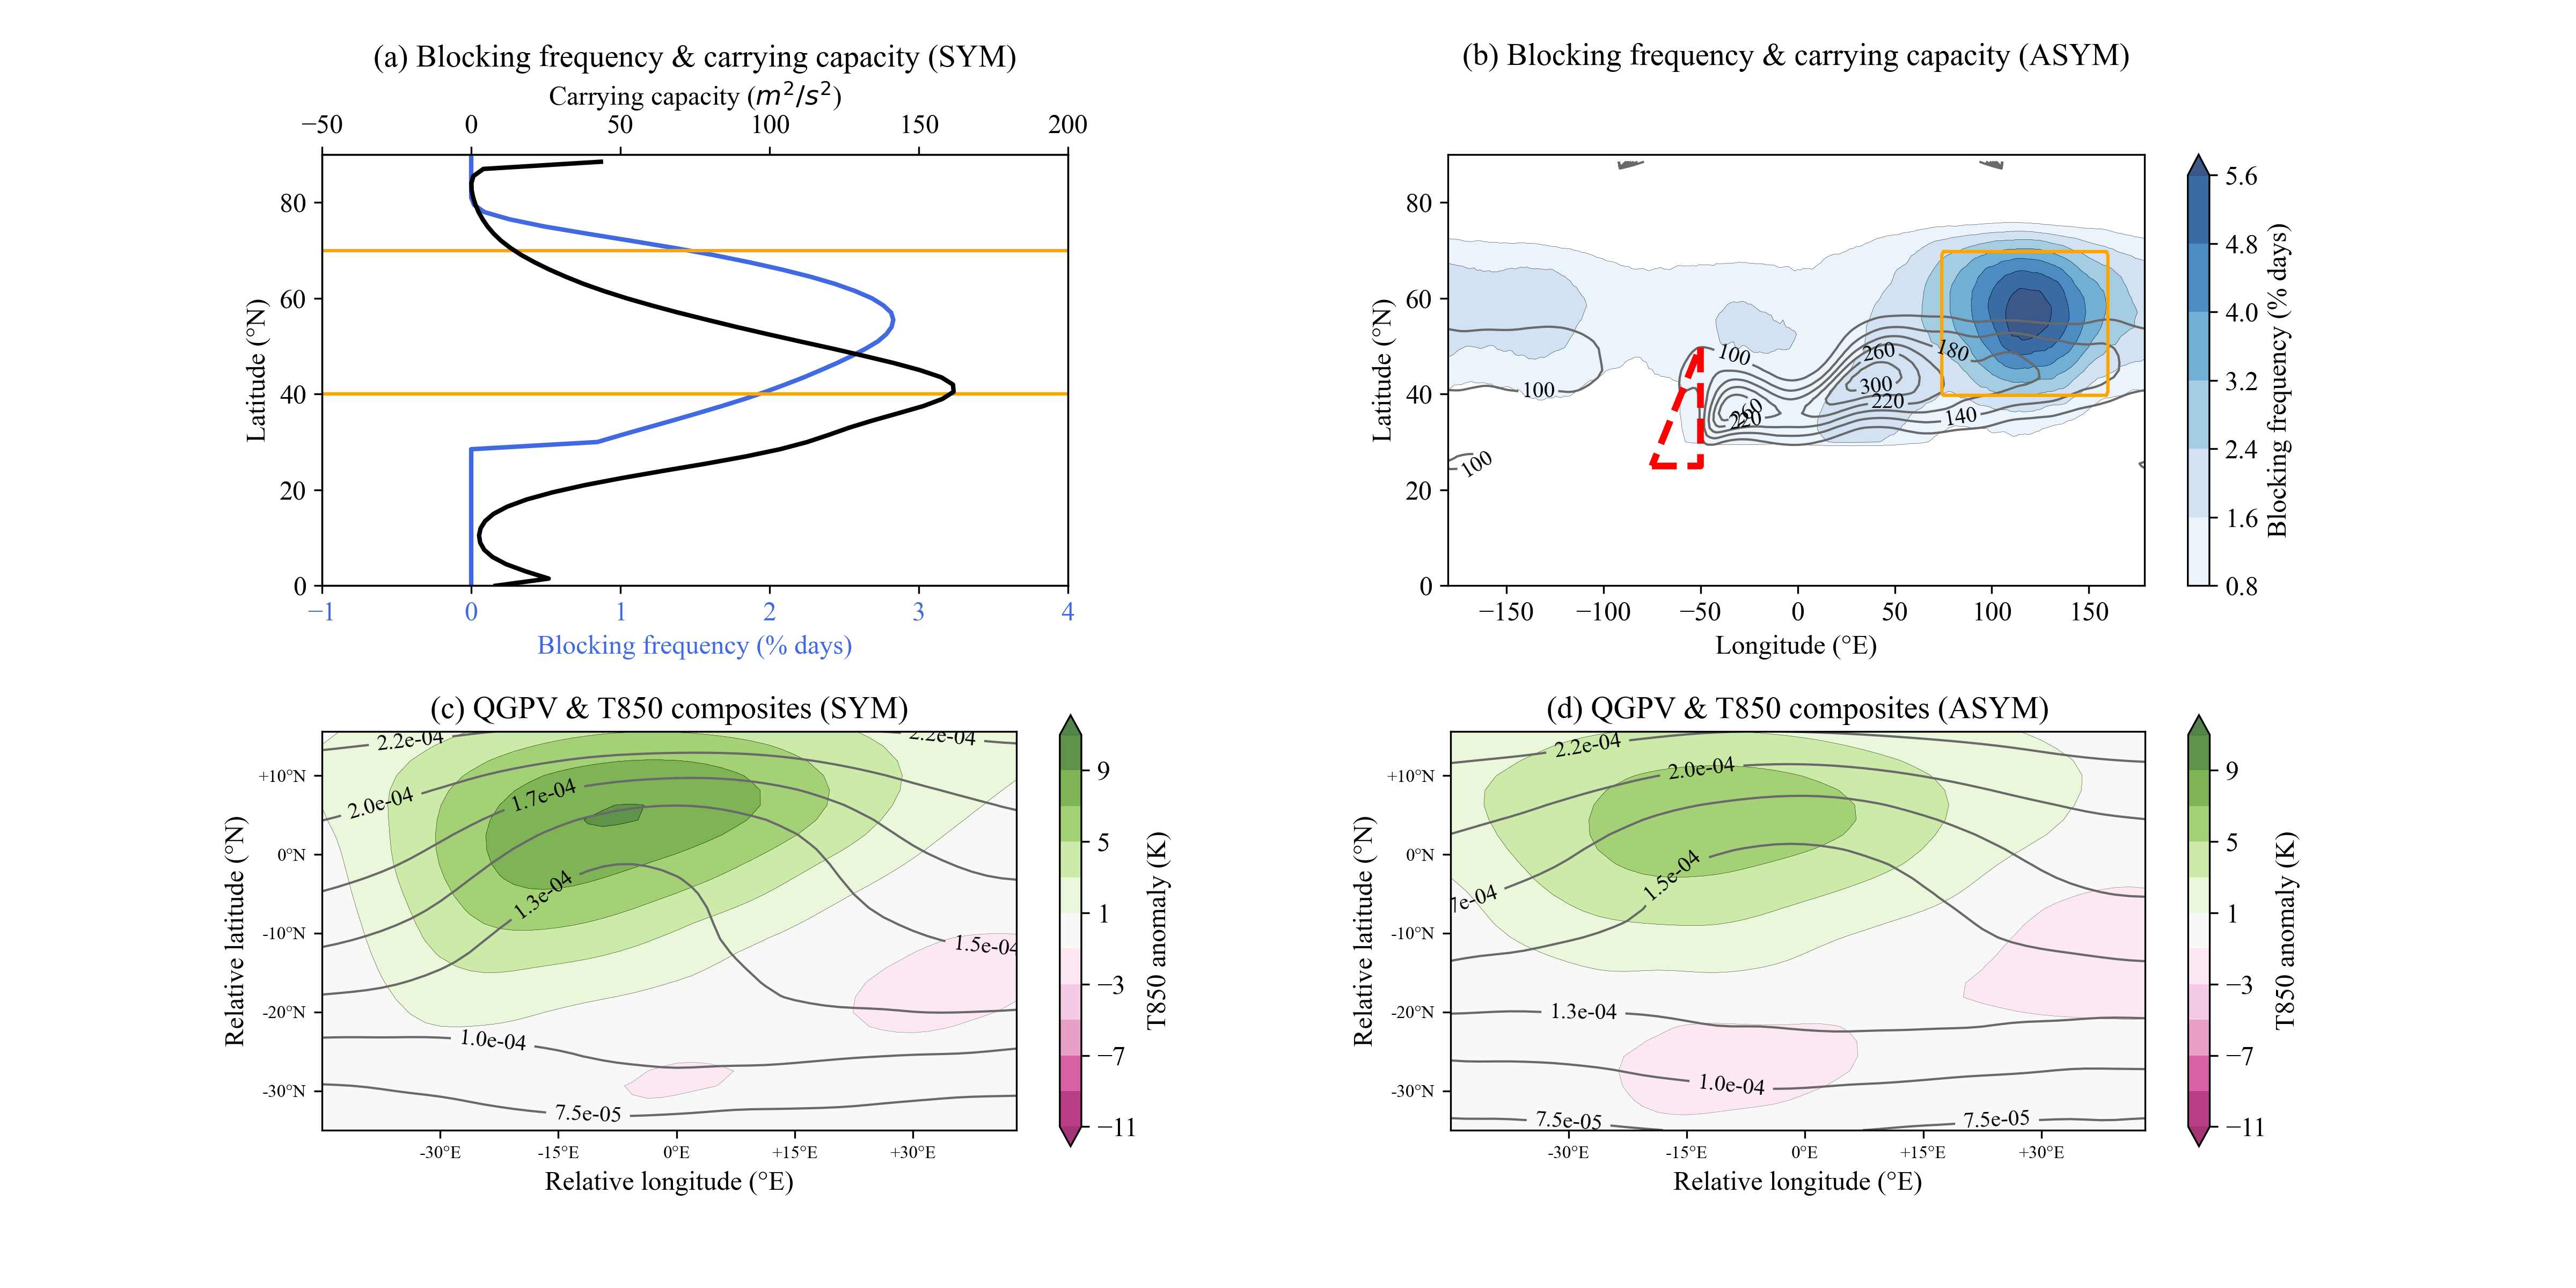 (a) Blocking frequency & carrying capacity (SYM)
Carrying capacity (m²/s²)
−50 0 50 100 150 200
80
60
40
20
0
Latitude (°N)
−1 0 1 2 3 4
Blocking frequency (% days)
(b) Blocking frequency & carrying capacity (ASYM)
80
60
40
20
0
Latitude (°N)
100
260
180
300
100
220
260
220
140
100
−150 −100 −50 0 50 100 150
Longitude (°E)
5.6
4.8
4.0
3.2
2.4
1.6
0.8
Blocking frequency (% days)
(c) QGPV & T850 composites (SYM)
+10°N
0°N
-10°N
-20°N
-30°N
Relative latitude (°N)
2.2e-04
2.2e-04
2.0e-04
1.7e-04
1.3e-04
1.5e-04
1.0e-04
7.5e-05
-30°E -15°E 0°E +15°E +30°E
Relative longitude (°E)
9
5
1
−3
−7
−11
T850 anomaly (K)
(d) QGPV & T850 composites (ASYM)
+10°N
0°N
-10°N
-20°N
-30°N
Relative latitude (°N)
2.2e-04
2.0e-04
1.5e-04
7e-04
1.3e-04
1.0e-04
7.5e-05
7.5e-05
-30°E -15°E 0°E +15°E +30°E
Relative longitude (°E)
9
5
1
−3
−7
−11
T850 anomaly (K)